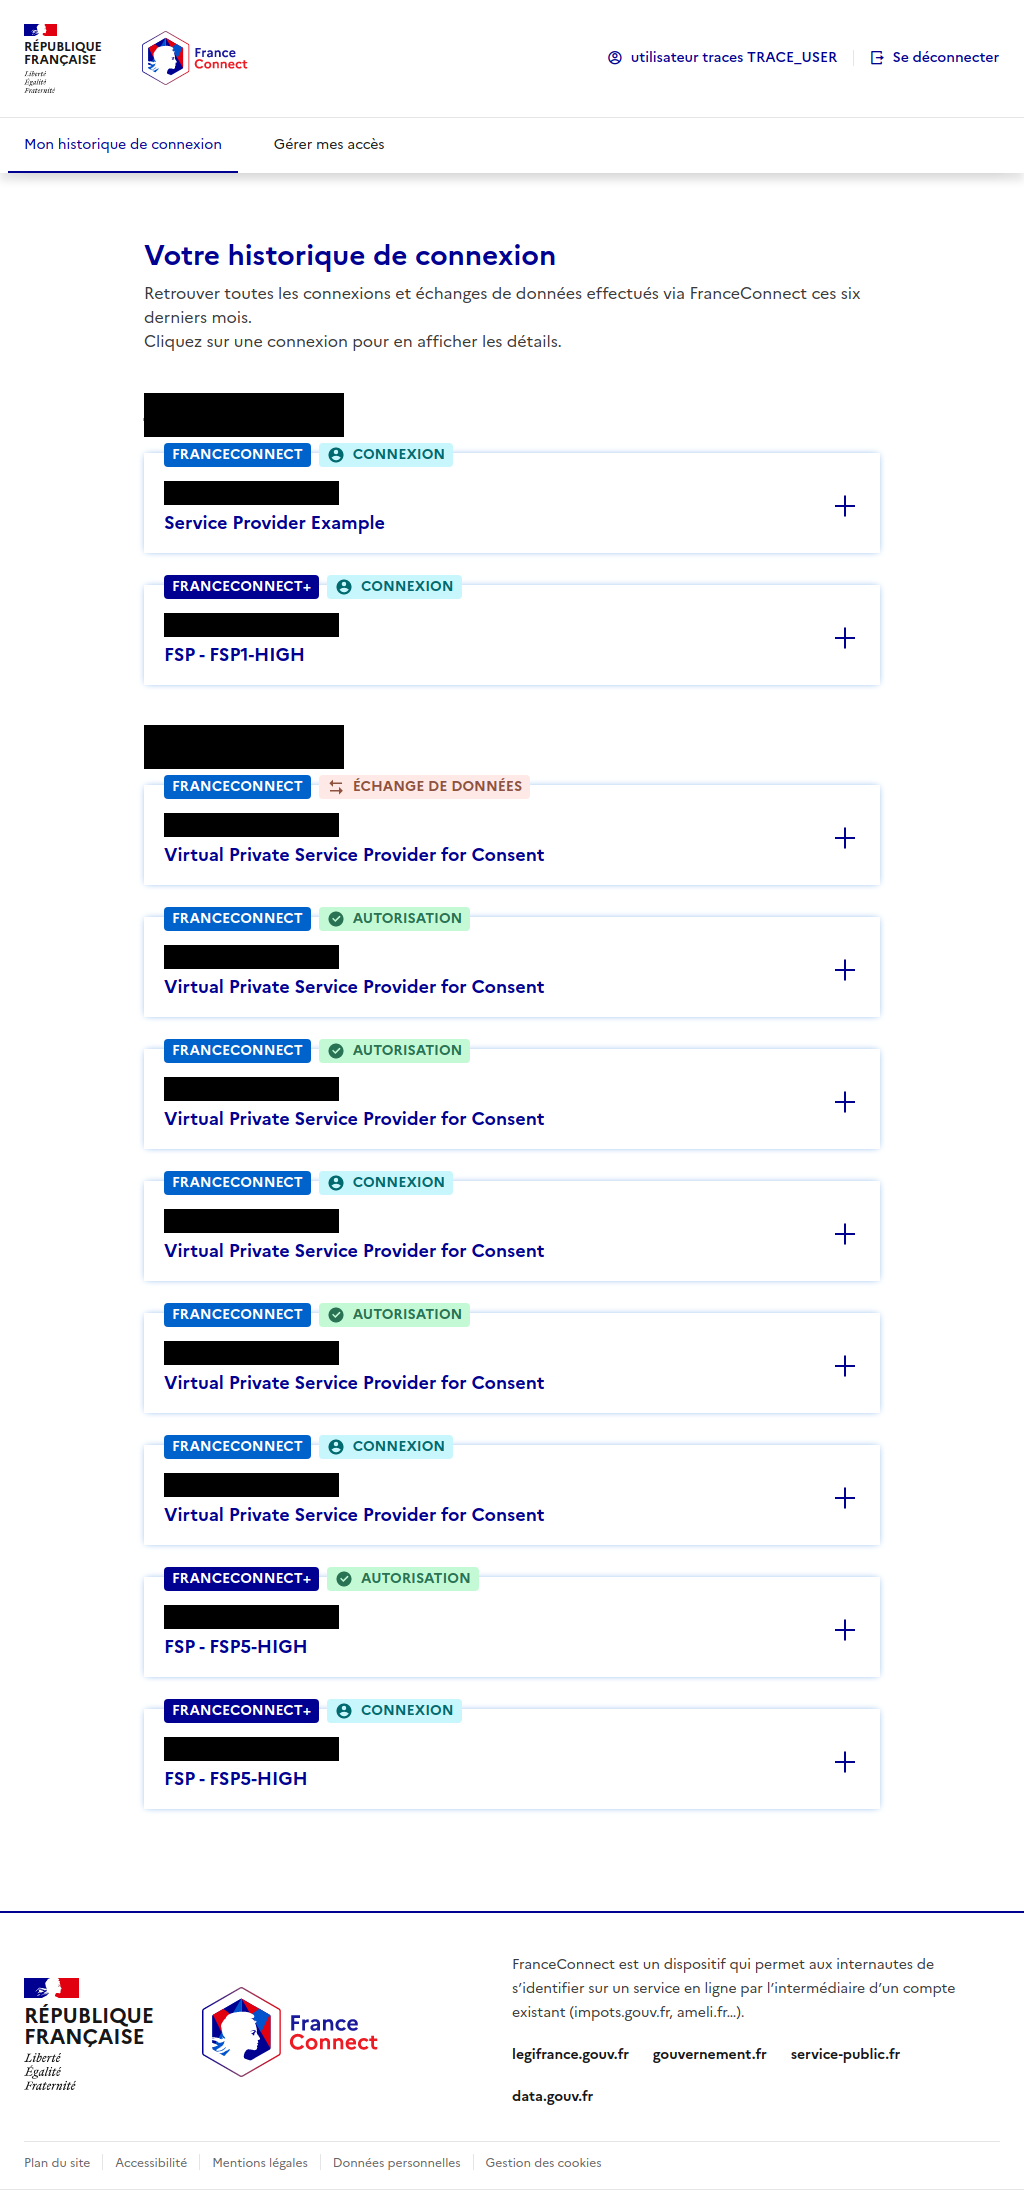 RÉPUBLIQUE
FRANÇAISE
Liberté
Égalité
Fraternité
France
Connect
utilisateur traces TRACE_USER
Se déconnecter
Mon historique de connexion
Gérer mes accès
Votre historique de connexion
Retrouver toutes les connexions et échanges de données effectués via FranceConnect ces six
derniers mois.
Cliquez sur une connexion pour en afficher les détails.
FRANCECONNECT CONNEXION
Service Provider Example
FRANCECONNECT+ CONNEXION
FSP - FSP1-HIGH
FRANCECONNECT ÉCHANGE DE DONNÉES
Virtual Private Service Provider for Consent
FRANCECONNECT AUTORISATION
Virtual Private Service Provider for Consent
FRANCECONNECT AUTORISATION
Virtual Private Service Provider for Consent
FRANCECONNECT CONNEXION
Virtual Private Service Provider for Consent
FRANCECONNECT AUTORISATION
Virtual Private Service Provider for Consent
FRANCECONNECT CONNEXION
Virtual Private Service Provider for Consent
FRANCECONNECT+ AUTORISATION
FSP - FSP5-HIGH
FRANCECONNECT+ CONNEXION
FSP - FSP5-HIGH
RÉPUBLIQUE
FRANÇAISE
Liberté
Égalité
Fraternité
France
Connect
FranceConnect est un dispositif qui permet aux internautes de
s’identifier sur un service en ligne par l’intermédiaire d’un compte
existant (impots.gouv.fr, ameli.fr…).
legifrance.gouv.fr gouvernement.fr service-public.fr
data.gouv.fr
Plan du site Accessibilité Mentions légales Données personnelles Gestion des cookies